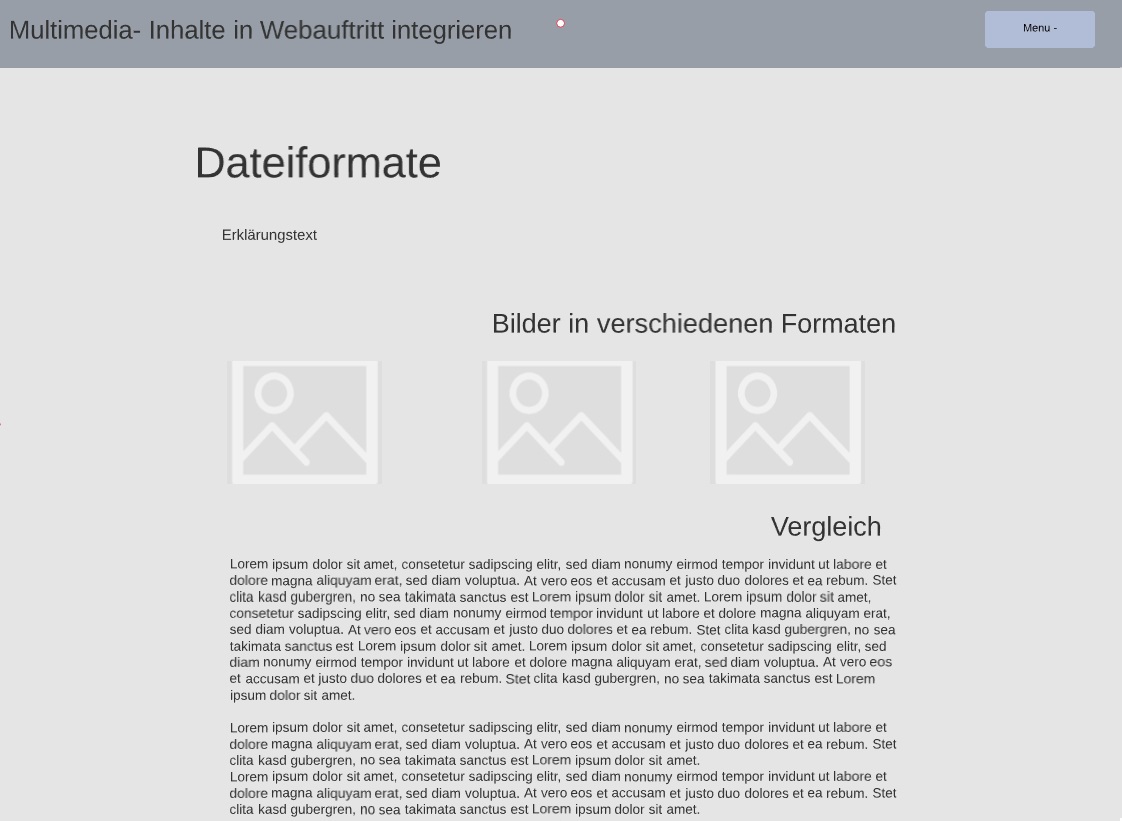 Multimedia- Inhalte in Webauftritt integrieren
Menu -
Dateiformate
Erklärungstext
Bilder in verschiedenen Formaten
Vergleich
Lorem ipsum dolor sit amet, consetetur sadipscing elitr, sed diam nonumy eirmod tempor invidunt ut labore et
dolore magna aliquyam erat, sed diam voluptua. At vero eos et accusam et justo duo dolores et ea rebum. Stet
clita kasd gubergren, no sea takimata sanctus est Lorem ipsum dolor sit amet. Lorem ipsum dolor sit amet,
consetetur sadipscing elitr, sed diam nonumy eirmod tempor invidunt ut labore et dolore magna aliquyam erat,
sed diam voluptua. At vero eos et accusam et justo duo dolores et ea rebum. Stet clita kasd gubergren, no sea
takimata sanctus est Lorem ipsum dolor sit amet. Lorem ipsum dolor sit amet, consetetur sadipscing elitr, sed
diam nonumy eirmod tempor invidunt ut labore et dolore magna aliquyam erat, sed diam voluptua. At vero eos
et accusam et justo duo dolores et ea rebum. Stet clita kasd gubergren, no sea takimata sanctus est Lorem
ipsum dolor sit amet.
Lorem ipsum dolor sit amet, consetetur sadipscing elitr, sed diam nonumy eirmod tempor invidunt ut labore et
dolore magna aliquyam erat, sed diam voluptua. At vero eos et accusam et justo duo dolores et ea rebum. Stet
clita kasd gubergren, no sea takimata sanctus est Lorem ipsum dolor sit amet.
Lorem ipsum dolor sit amet, consetetur sadipscing elitr, sed diam nonumy eirmod tempor invidunt ut labore et
dolore magna aliquyam erat, sed diam voluptua. At vero eos et accusam et justo duo dolores et ea rebum. Stet
clita kasd gubergren, no sea takimata sanctus est Lorem ipsum dolor sit amet.